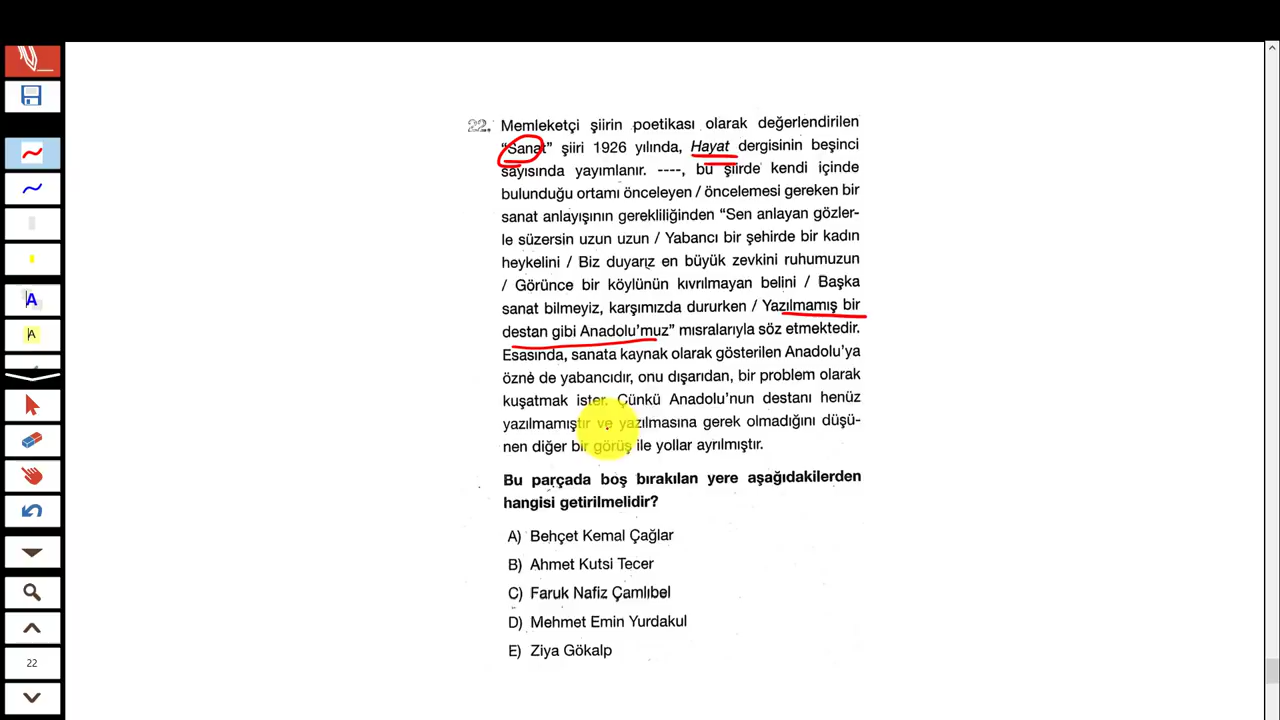 22. Memleketçi şiirin poetikası olarak değerlendirilen
"Sanat" şiiri 1926 yılında, Hayat dergisinin beşinci
sayısında yayımlanır. ----, bu şiirde kendi içinde
bulunduğu ortamı önceleyen / öncelemesi gereken bir
sanat anlayışının gerekliliğinden "Sen anlayan gözler-
le süzersin uzun uzun / Yabancı bir şehirde bir kadın
heykelini / Biz duyarız en büyük zevkini ruhumuzun
/ Görünce bir köylünün kıvrılmayan belini / Başka
sanat bilmeyiz, karşımızda dururken / Yazılmamış bir
destan gibi Anadolu'muz" mısralarıyla söz etmektedir.
Esasında, sanata kaynak olarak gösterilen Anadolu'ya
özne de yabancıdır, onu dışarıdan, bir problem olarak
kuşatmak ister. Çünkü Anadolu'nun destanı henüz
yazılmamıştır ve yazılmasına gerek olmadığını düşü-
nen diğer bir görüş ile yollar ayrılmıştır.
Bu parçada boş bırakılan yere aşağıdakilerden
hangisi getirilmelidir?
A) Behçet Kemal Çağlar
B) Ahmet Kutsi Tecer
C) Faruk Nafiz Çamlıbel
D) Mehmet Emin Yurdakul
E) Ziya Gökalp
A
A
22